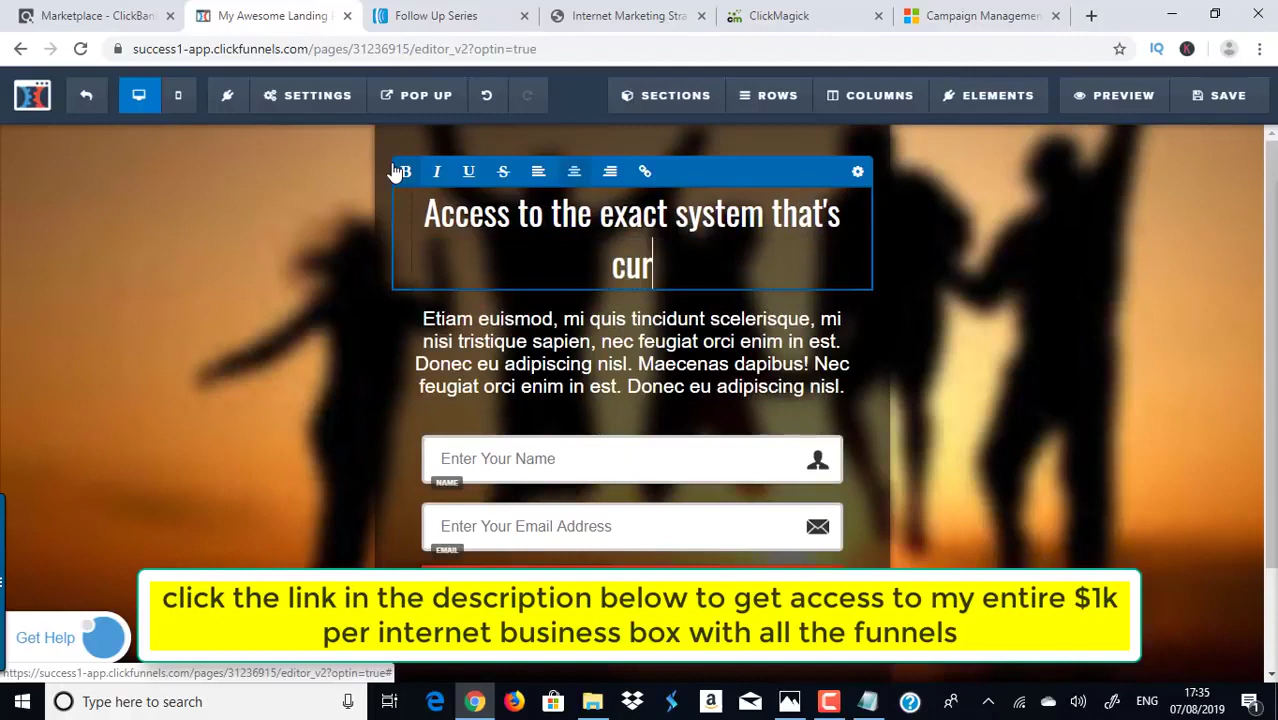 Marketplace - ClickBan
My Awesome Landing
Follow Up Series
Internet Marketing Stra
ClickMagick
Campaign Managemen
success1-app.clickfunnels.com/pages/31236915/editor_v2?optin=true
SETTINGS
POP UP
SECTIONS
ROWS
COLUMNS
ELEMENTS
PREVIEW
SAVE
B I U S
Access to the exact system that's
cur
Etiam euismod, mi quis tincidunt scelerisque, mi
nisi tristique sapien, nec feugiat orci enim in est.
Donec eu adipiscing nisl. Maecenas dapibus! Nec
feugiat orci enim in est. Donec eu adipiscing nisl.
Enter Your Name
NAME
Enter Your Email Address
EMAIL
click the link in the description below to get access to my entire $1k
per internet business box with all the funnels
Get Help
https://success1-app.clickfunnels.com/pages/31236915/editor_v2?optin=true#
Type here to search
ENG
17:35
07/08/2019